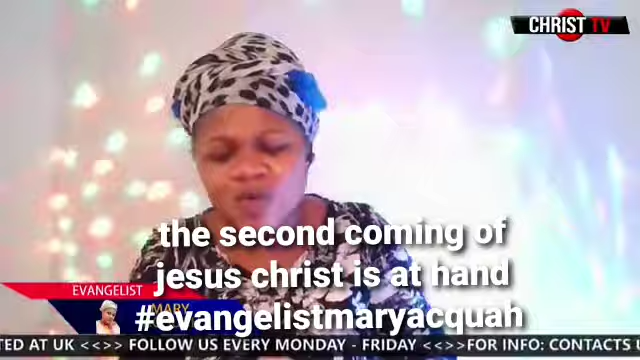 CHRIST TV
the second coming of
jesus christ is at hand
EVANGELIST
MARY
#evangelistmaryacquah
TED AT UK <<>> FOLLOW US EVERY MONDAY - FRIDAY <<>> FOR INFO: CONTACTS U